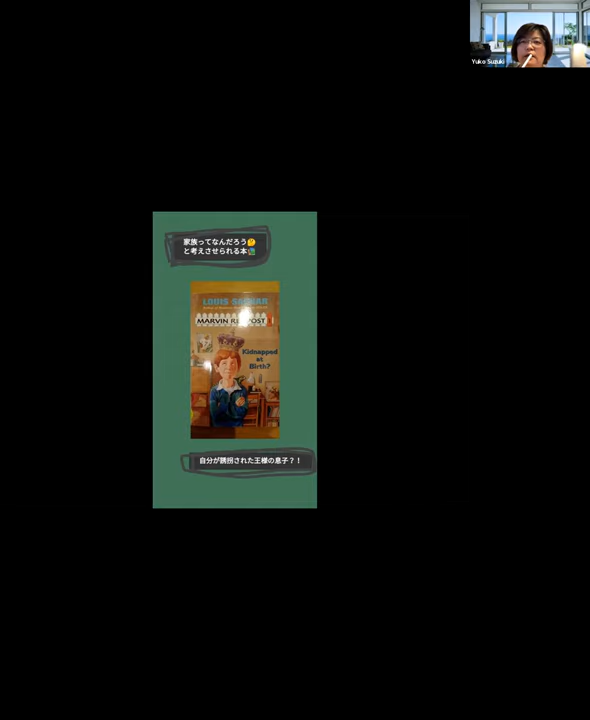 Yuko Suzuki
家族ってなんだろう🤔
と考えさせられる本📚
LOUIS SACHAR
MARVIN REDPOST
Kidnapped
at
Birth?
自分が誘拐された王様の息子？！